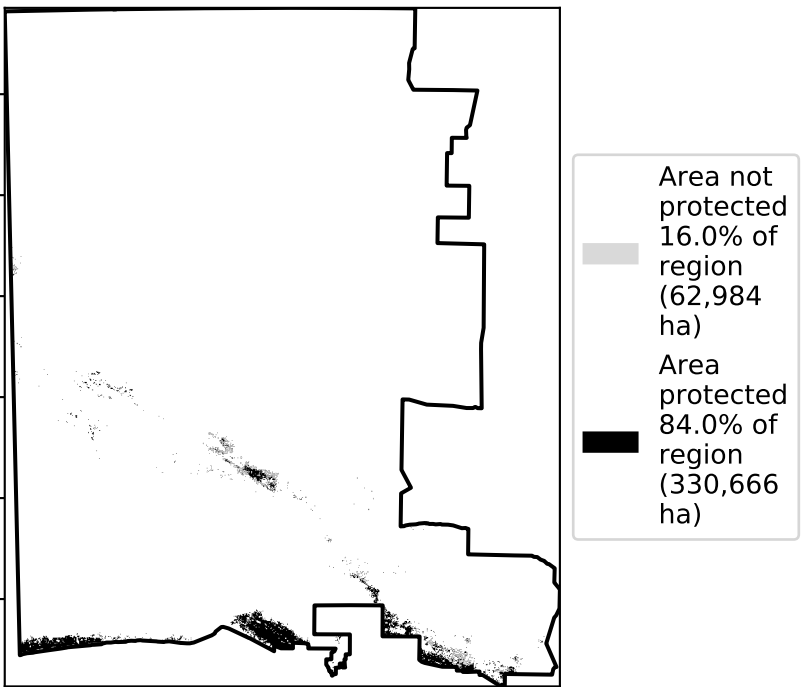 Area not
protected
16.0% of
region
(62,984
ha)
Area
protected
84.0% of
region
(330,666
ha)